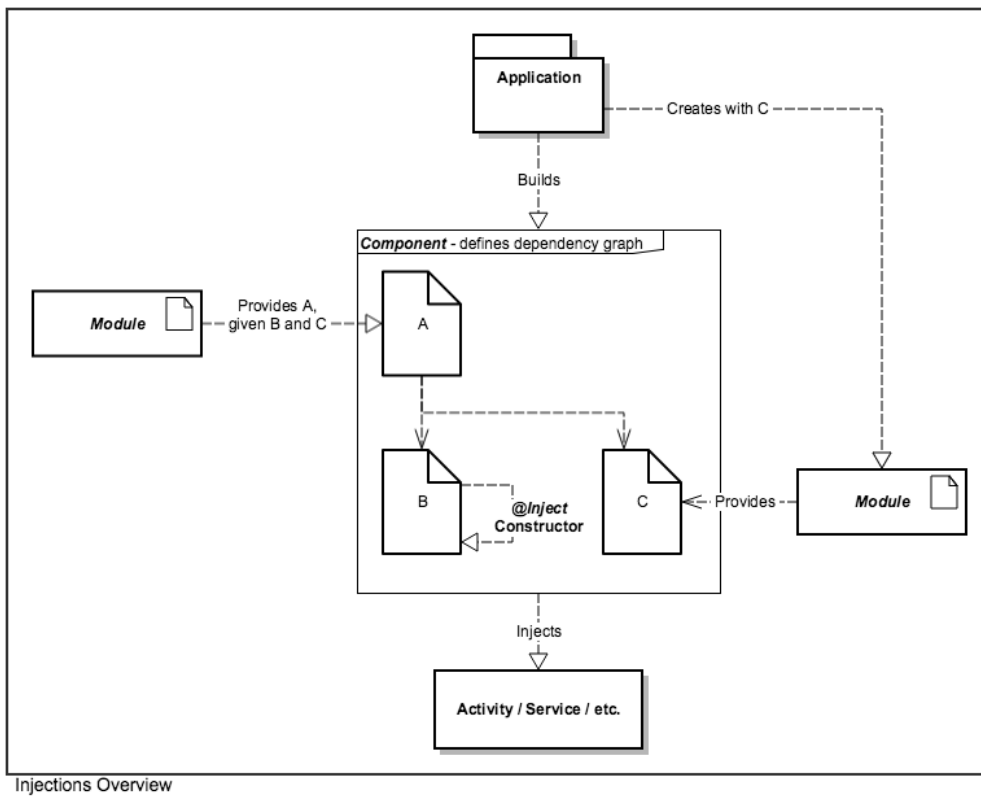 Application
Creates with C
Builds
Component - defines dependency graph
A
Module
Provides A,
given B and C
B
@Inject
Constructor
C
Provides
Module
Injects
Activity / Service / etc.
Injections Overview